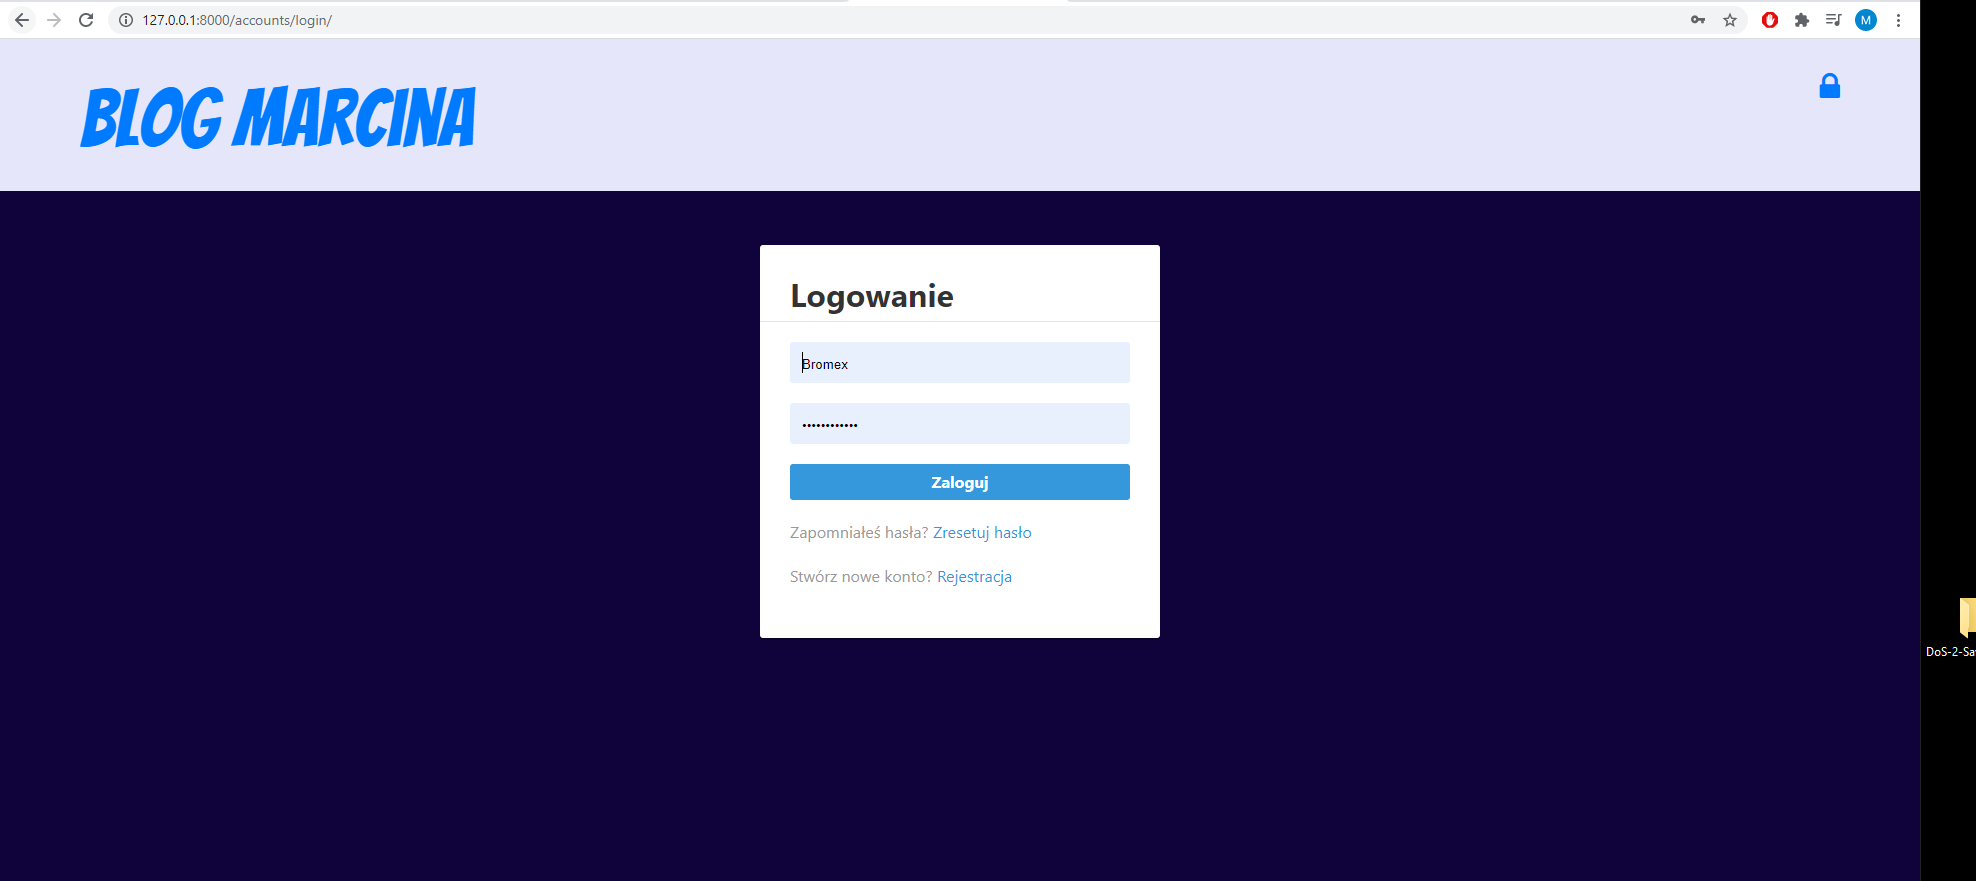 127.0.0.1:8000/accounts/login/
M
BLOG MARCINA
Logowanie
Bromex
••••••••••••
Zaloguj
Zapomniałeś hasła? Zresetuj hasło
Stwórz nowe konto? Rejestracja
DoS-2-Sa